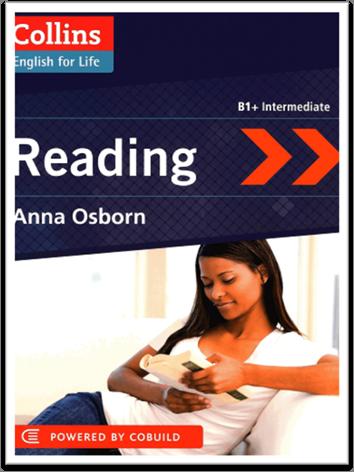 Collins
English for Life
B1+ Intermediate
Reading
Anna Osborn
POWERED BY COBUILD